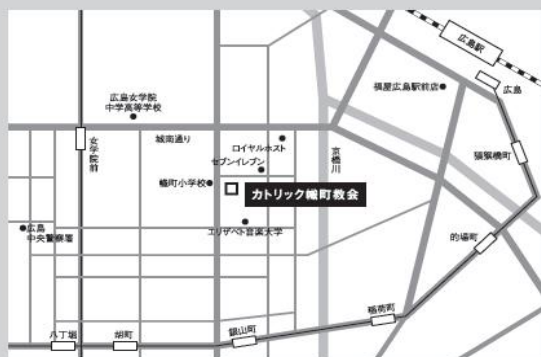 広島駅
広島
福屋広島駅前店
広島女学院
中学高等学校
城南通り
ロイヤルホスト
セブンイレブン
女学院前
京橋川
猿猴橋町
幟町小学校
カトリック幟町教会
広島
中央警察署
エリザベト音楽大学
的場町
稲荷町
銀山町
八丁堀
胡町